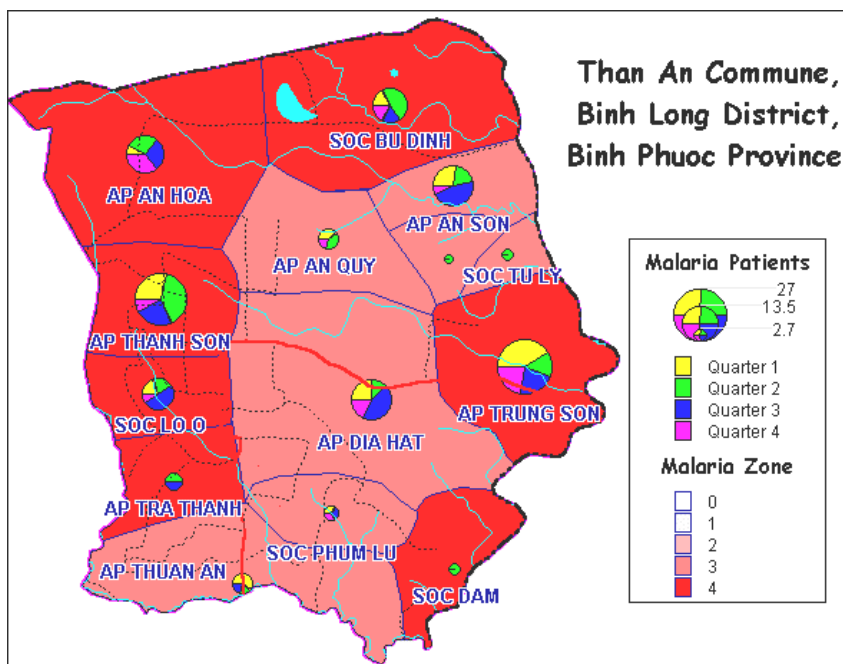 Than An Commune,
Binh Long District,
Binh Phuoc Province
SOC BU DINH
AP AN HOA
AP AN SON
AP AN QUY
SOC TU LY
AP THANH SON
SOC LO O
AP TRUNG SON
AP DIA HAT
AP TRA THANH
SOC PHUM LU
AP THUAN AN
SOC DAM
Malaria Patients
27
13.5
2.7
Quarter 1
Quarter 2
Quarter 3
Quarter 4
Malaria Zone
0
1
2
3
4